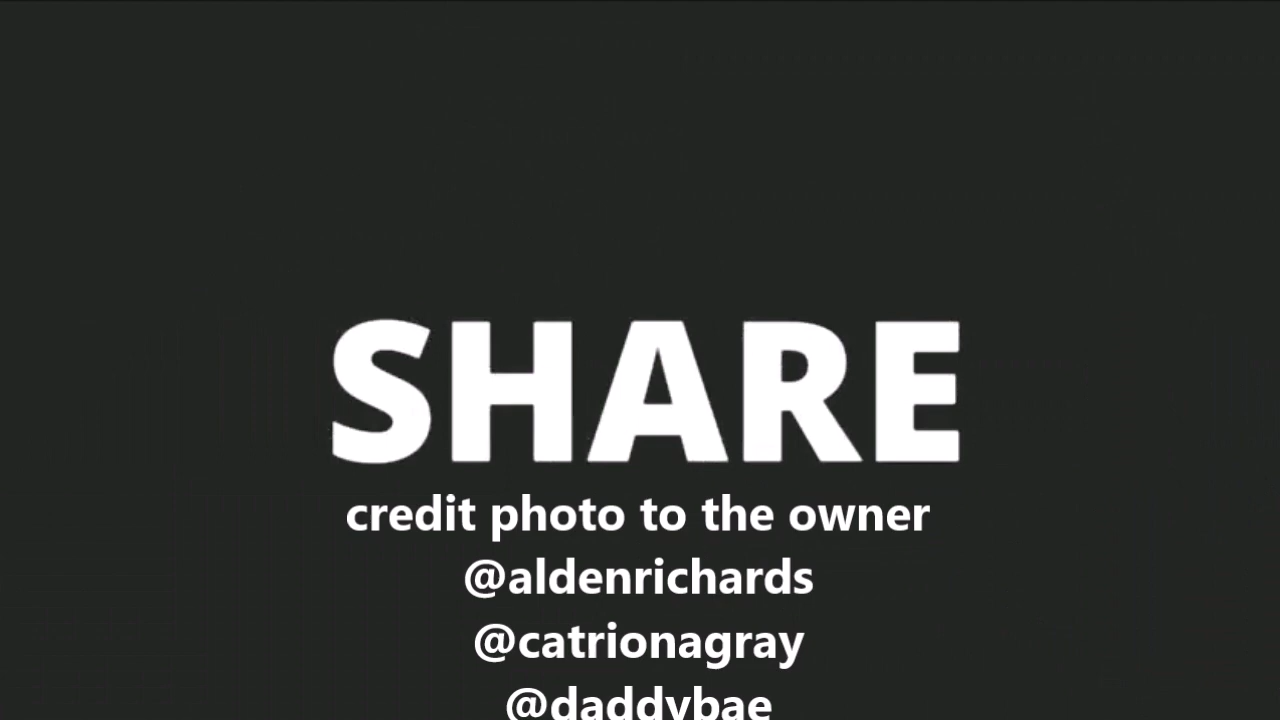 SHARE
credit photo to the owner
@aldenrichards
@catrionagray
@daddybae